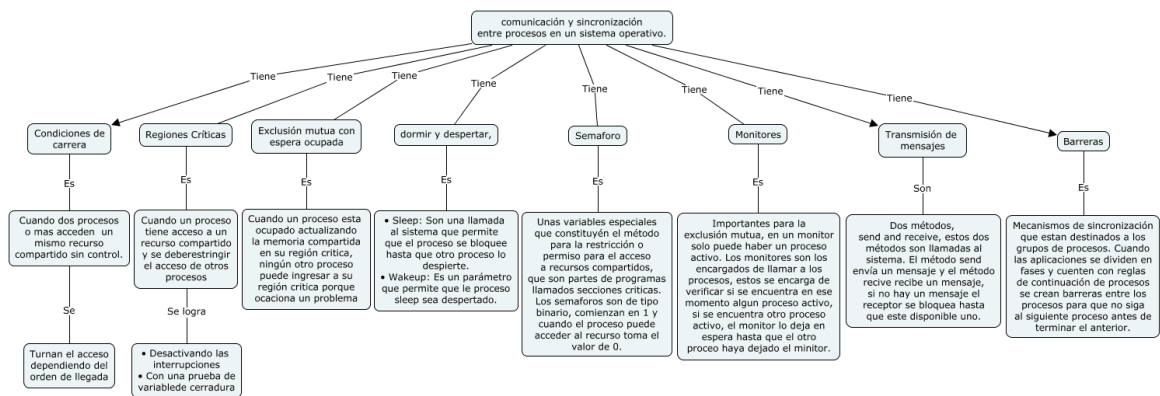 comunicación y sincronización
entre procesos en un sistema operativo.
Tiene
Tiene
Tiene
Tiene
Tiene
Tiene
Tiene
Tiene
Condiciones de
carrera
Regiones Críticas
Exclusión mutua con
espera ocupada
dormir y despertar,
Semaforo
Monitores
Transmisión de
mensajes
Barreras
Es
Es
Es
Es
Es
Es
Son
Es
Cuando dos procesos
o mas acceden un
mismo recurso
compartido sin control.
Se
Turnan el acceso
dependiendo del
orden de llegada
Cuando un proceso
tiene acceso a un
recurso compartido
y se deberestringir
el acceso de otros
procesos
Se logra
• Desactivando las
interrupciones
• Con una prueba de
variablede cerradura
Cuando un proceso esta
ocupado actualizando
la memoria compartida
en su región critica,
ningún otro proceso
puede ingresar a su
región critica porque
ocaciona un problema
• Sleep: Son una llamada
al sistema que permite
que el proceso se bloquee
hasta que otro proceso lo
despierte.
• Wakeup: Es un parámetro
que permite que le proceso
sleep sea despertado.
Unas variables especiales
que constituyén el método
para la restricción o
permiso para el acceso
a recursos compartidos,
que son partes de programas
llamados secciones criticas.
Los semaforos son de tipo
binario, comienzan en 1 y
cuando el proceso puede
acceder al recurso toma el
valor de 0.
Importantes para la
exclusión mutua, en un monitor
solo puede haber un proceso
activo. Los monitores son los
encargados de llamar a los
procesos, estos se encarga de
verificar si se encuentra en ese
momento algun proceso activo,
si se encuentra otro proceso
activo, el monitor lo deja en
espera hasta que el otro
proceo haya dejado el minitor.
Dos métodos,
send and receive, estos dos
métodos son llamadas al
sistema. El método send
envía un mensaje y el método
recive recibe un mensaje,
si no hay un mensaje el
receptor se bloquea hasta
que este disponible uno.
Mecanismos de sincronización
que estan destinados a los
grupos de procesos. Cuando
las aplicaciones se dividen en
fases y cuenten con reglas
de continuación de procesos
se crean barreras entre los
procesos para que no siga
al siguiente proceso antes de
terminar el anterior.